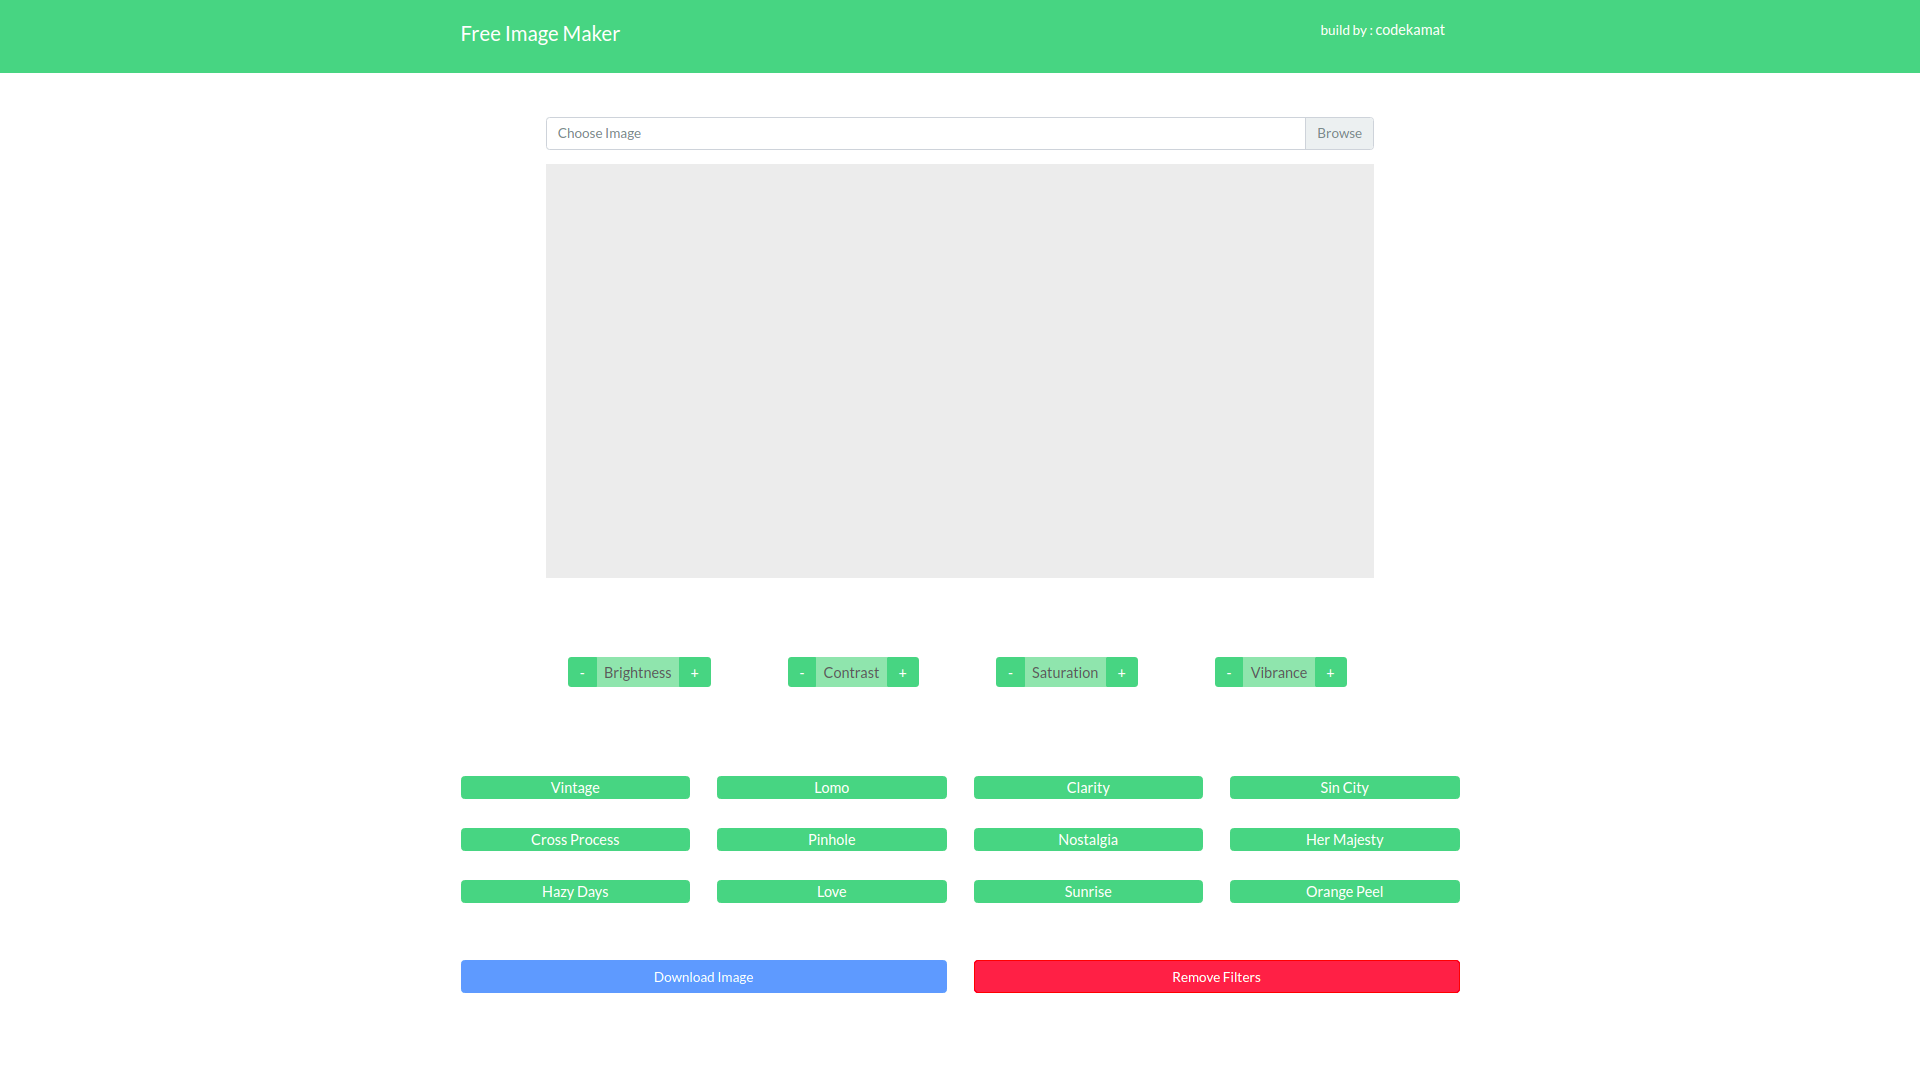 Free Image Maker
build by : codekamat
Choose Image Browse
- Brightness + - Contrast + - Saturation + - Vibrance +
Vintage Lomo Clarity Sin City
Cross Process Pinhole Nostalgia Her Majesty
Hazy Days Love Sunrise Orange Peel
Download Image Remove Filters